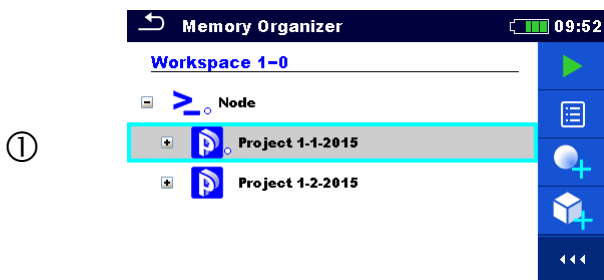 Memory Organizer 09:52
Workspace 1-0
Node
①
Project 1-1-2015
Project 1-2-2015